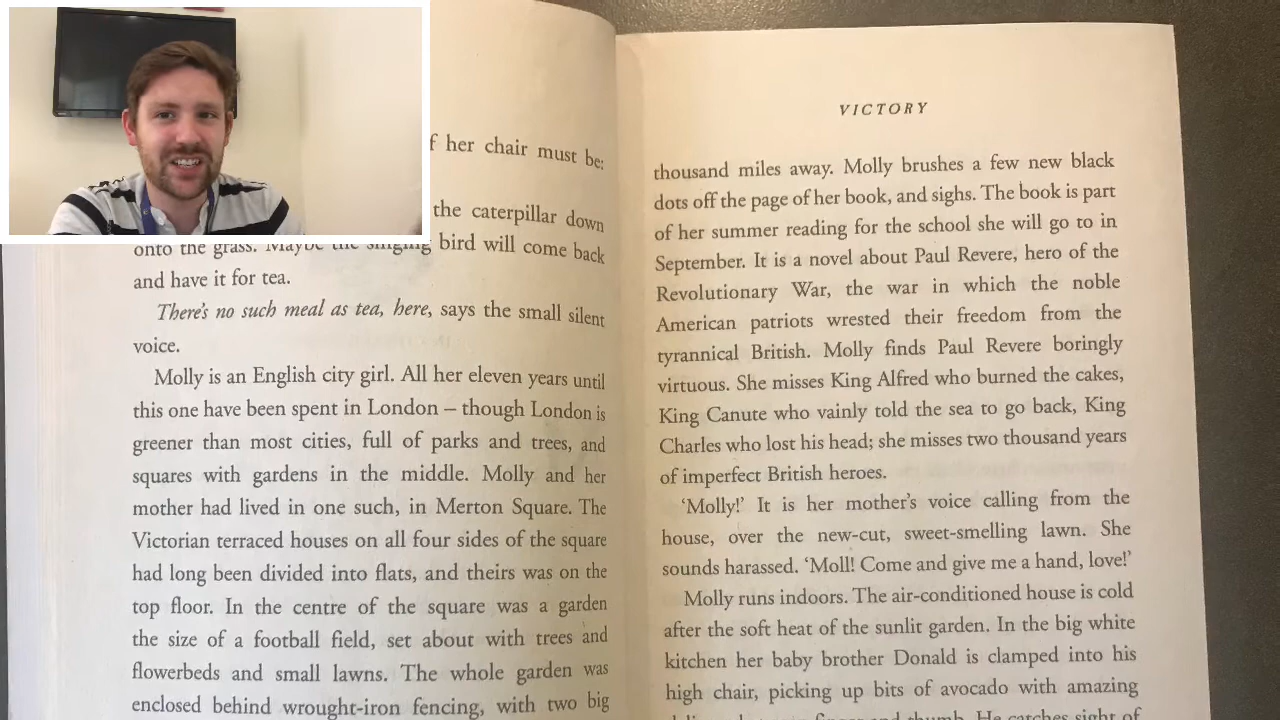 f her chair must be:
the caterpillar down
onto the grass. Maybe the singing bird will come back
and have it for tea.
There's no such meal as tea, here, says the small silent
voice.
Molly is an English city girl. All her eleven years until
this one have been spent in London – though London is
greener than most cities, full of parks and trees, and
squares with gardens in the middle. Molly and her
mother had lived in one such, in Merton Square. The
Victorian terraced houses on all four sides of the square
had long been divided into flats, and theirs was on the
top floor. In the centre of the square was a garden
the size of a football field, set about with trees and
flowerbeds and small lawns. The whole garden was
enclosed behind wrought-iron fencing, with two big
VICTORY
thousand miles away. Molly brushes a few new black
dots off the page of her book, and sighs. The book is part
of her summer reading for the school she will go to in
September. It is a novel about Paul Revere, hero of the
Revolutionary War, the war in which the noble
American patriots wrested their freedom from the
tyrannical British. Molly finds Paul Revere boringly
virtuous. She misses King Alfred who burned the cakes,
King Canute who vainly told the sea to go back, King
Charles who lost his head; she misses two thousand years
of imperfect British heroes.
‘Molly!’ It is her mother's voice calling from the
house, over the new-cut, sweet-smelling lawn. She
sounds harassed. ‘Moll! Come and give me a hand, love!’
Molly runs indoors. The air-conditioned house is cold
after the soft heat of the sunlit garden. In the big white
kitchen her baby brother Donald is clamped into his
high chair, picking up bits of avocado with amazing
finger and thumb. He catches sight of